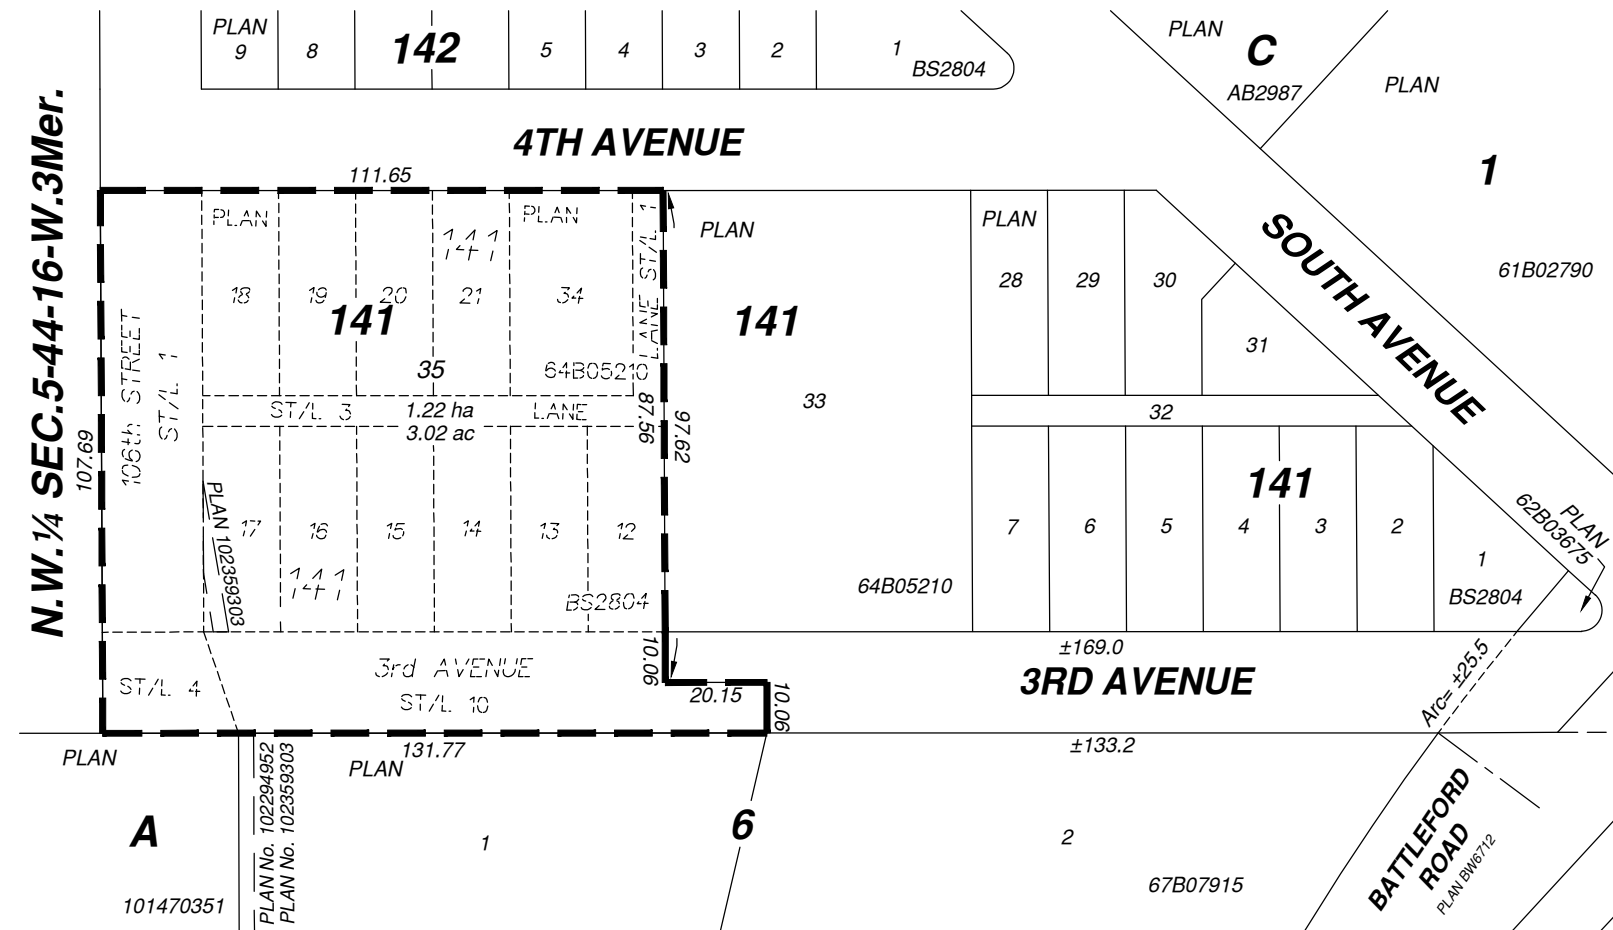 PLAN
9
8
142
5
4
3
2
1
BS2804
PLAN
C
AB2987
PLAN
1
61B02790
N.W.¼ SEC.5-44-16-W.3Mer.
4TH AVENUE
SOUTH AVENUE
111.65
107.69
PLAN
141
PLAN
18
19
20
21
34
141
35
64B05210
LANE ST/L 1
106th STREET
ST/L 1
ST/L 3
1.22 ha
LANE
3.02 ac
87.56
97.62
PLAN 102359303
17
16
15
14
13
12
141
BS2804
PLAN
141
33
64B05210
PLAN
28
29
30
31
32
141
7
6
5
4
3
2
1
BS2804
PLAN
62B03675
ST/L 4
3rd AVENUE
ST/L 10
10.06
20.15
10.06
±169.0
3RD AVENUE
Arc= ±25.5
131.77
±133.2
PLAN
A
101470351
PLAN No. 102294952
PLAN No. 102359303
PLAN
1
6
2
67B07915
BATTLEFORD
ROAD
PLAN BW6712